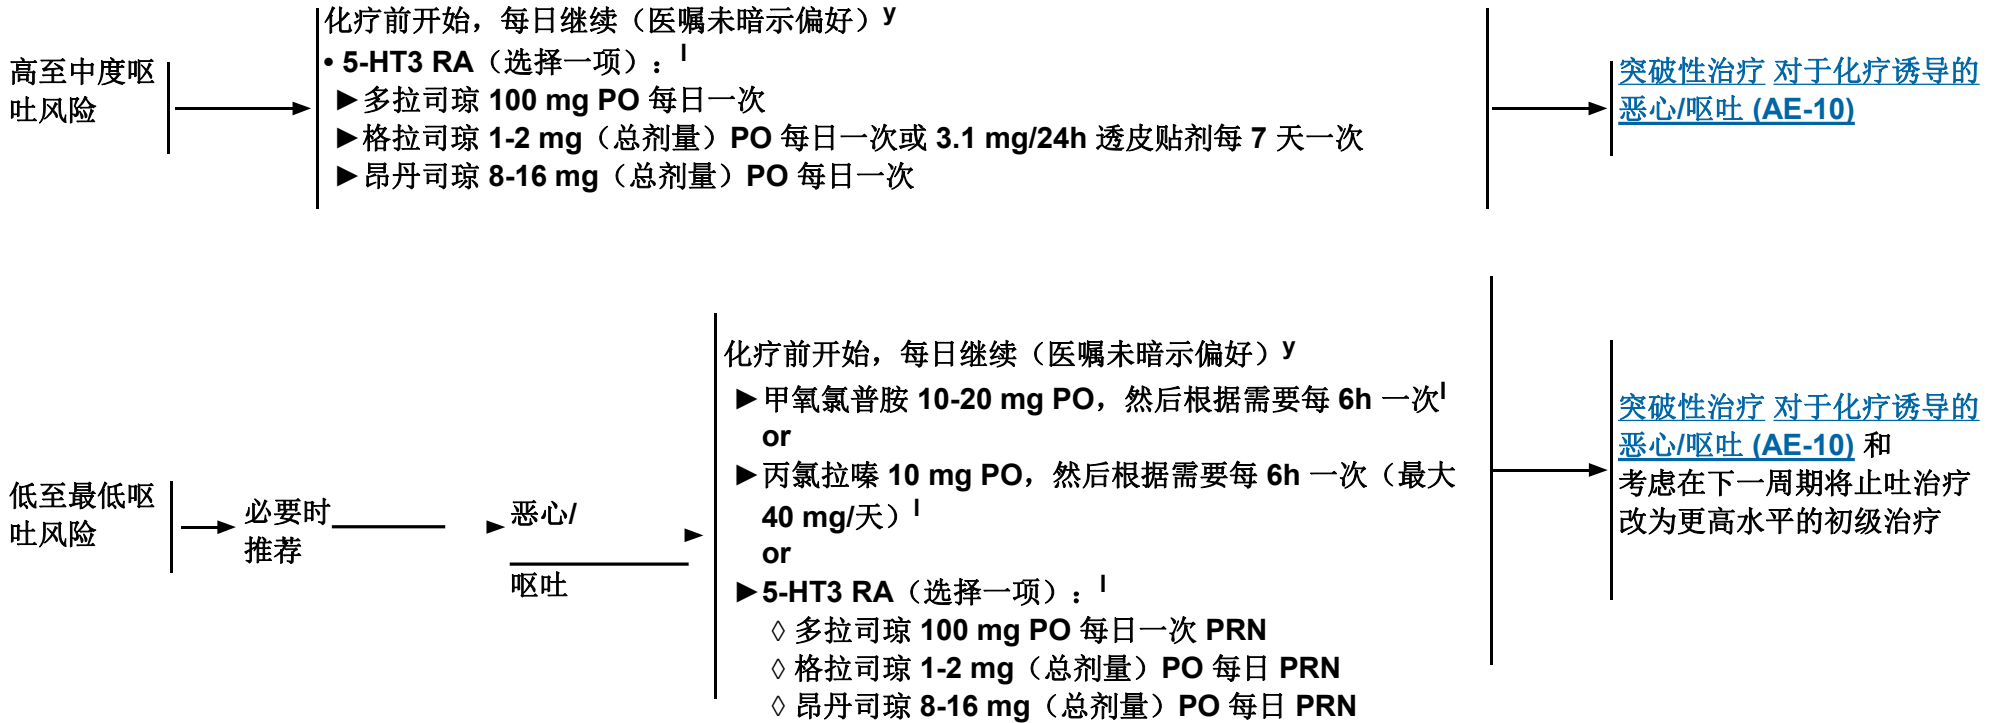 化疗前开始，每日继续（医嘱未暗示偏好）y
高至中度呕
吐风险
• 5-HT3 RA（选择一项）：l
►多拉司琼 100 mg PO 每日一次
►格拉司琼 1-2 mg（总剂量）PO 每日一次或 3.1 mg/24h 透皮贴剂每 7 天一次
►昂丹司琼 8-16 mg（总剂量）PO 每日一次
突破性治疗 对于化疗诱导的
恶心/呕吐 (AE-10)
低至最低呕
吐风险
必要时
推荐
恶心/
呕吐
化疗前开始，每日继续（医嘱未暗示偏好）y
►甲氧氯普胺 10-20 mg PO，然后根据需要每 6h 一次l
or
►丙氯拉嗪 10 mg PO，然后根据需要每 6h 一次（最大
40 mg/天）l
or
►5-HT3 RA（选择一项）：l
◊ 多拉司琼 100 mg PO 每日一次 PRN
◊ 格拉司琼 1-2 mg（总剂量）PO 每日 PRN
◊ 昂丹司琼 8-16 mg（总剂量）PO 每日 PRN
突破性治疗 对于化疗诱导的
恶心/呕吐 (AE-10) 和
考虑在下一周期将止吐治疗
改为更高水平的初级治疗